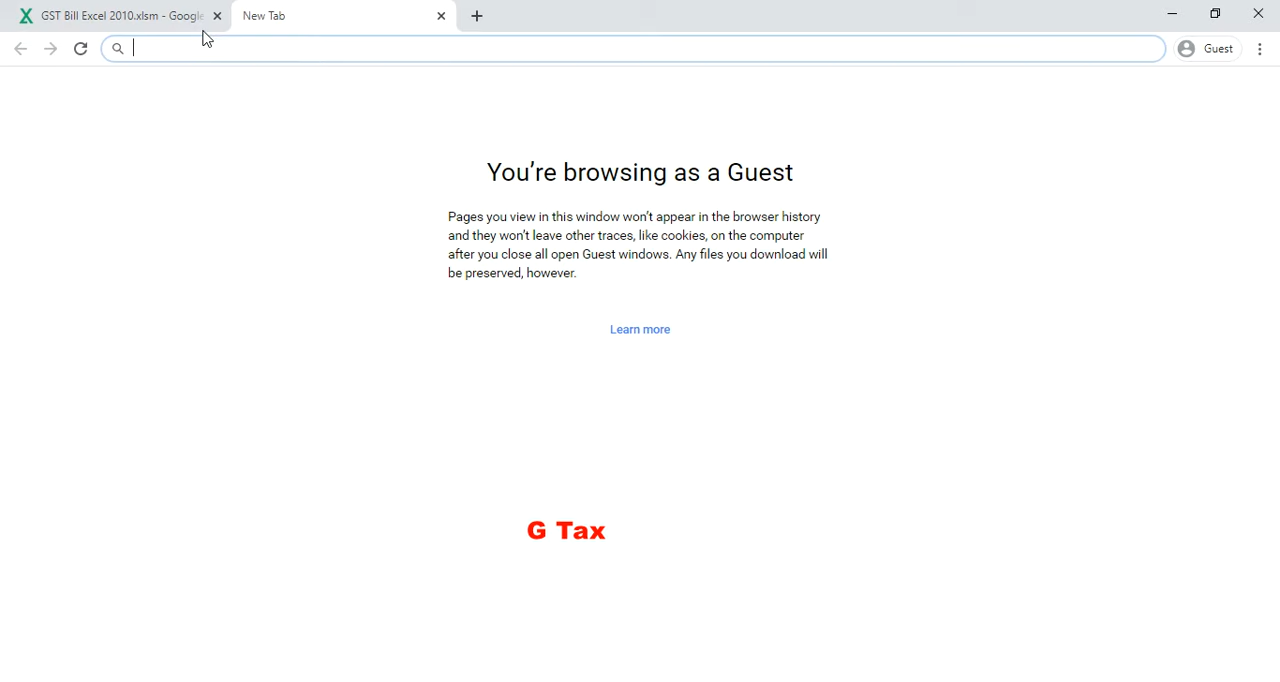 GST Bill Excel 2010.xlsm - Google
New Tab
Guest
You're browsing as a Guest
Pages you view in this window won't appear in the browser history
and they won't leave other traces, like cookies, on the computer
after you close all open Guest windows. Any files you download will
be preserved, however.
Learn more
G Tax